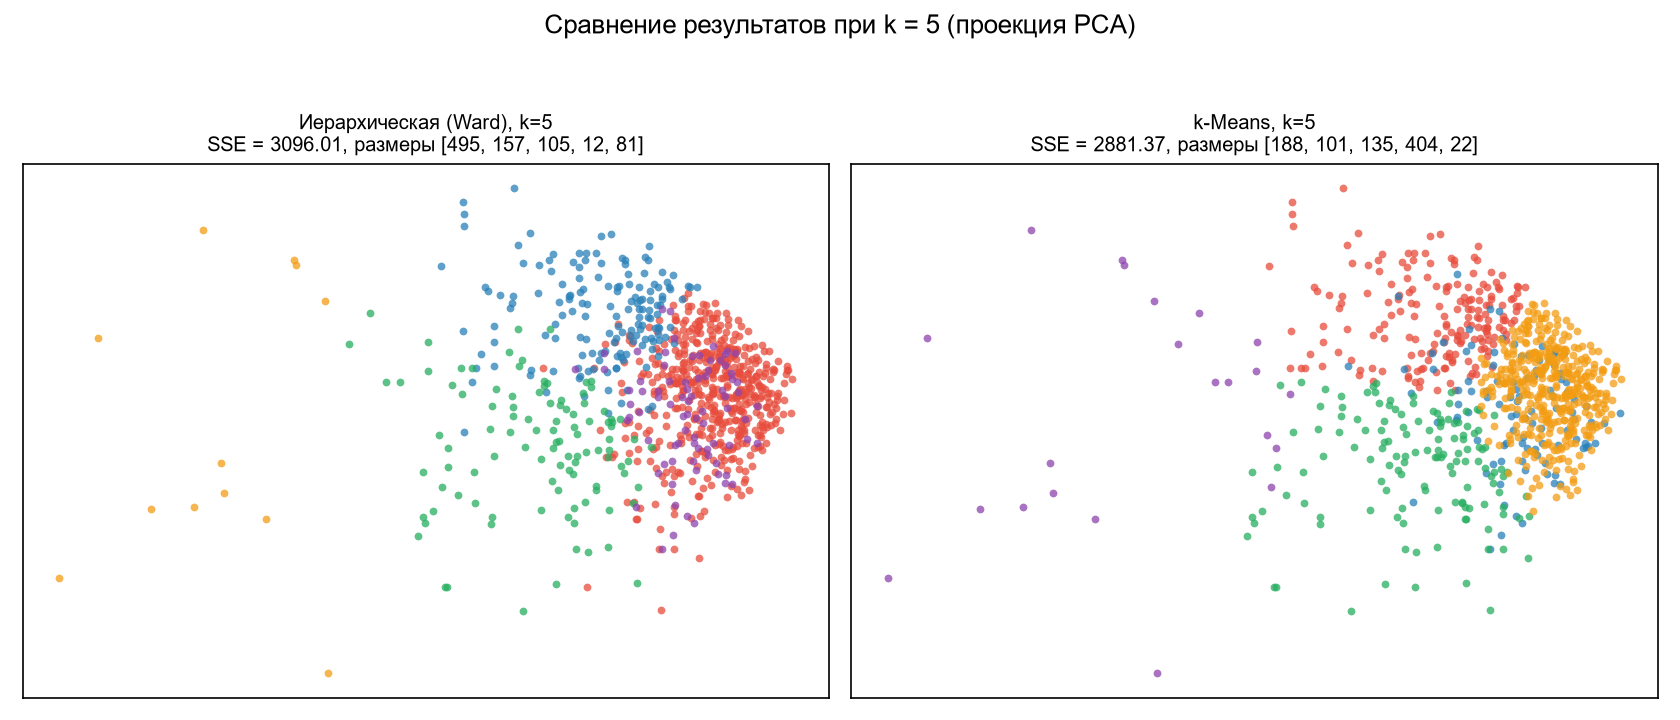 Сравнение результатов при k = 5 (проекция PCA)
Иерархическая (Ward), k=5
SSE = 3096.01, размеры [495, 157, 105, 12, 81]
k-Means, k=5
SSE = 2881.37, размеры [188, 101, 135, 404, 22]